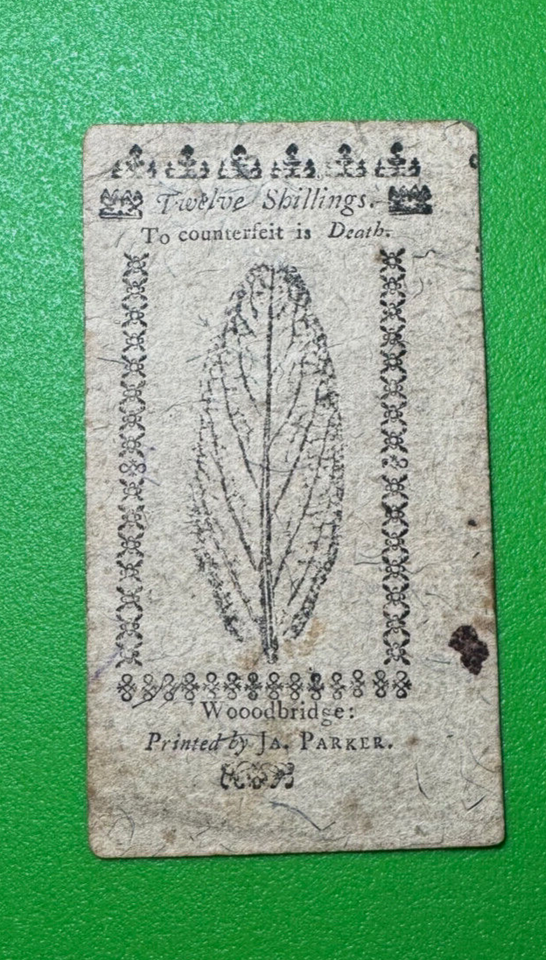 Twelve Shillings.
To counterfeit is Death.
Wooodbridge:
Printed by JA. PARKER.